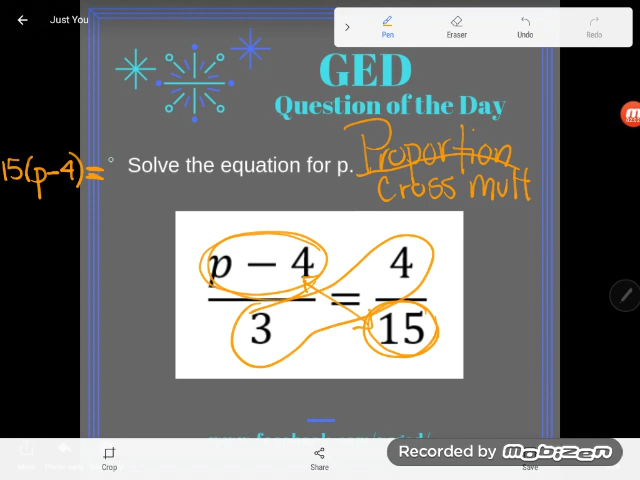 Just You
Pen
Eraser
Undo
Redo
GED
Question of the Day
Proportion
Solve the equation for p.
cross mult
15(p-4)=
p − 4
3
=
4
15
Crop
Share
Save
Recorded by mobizen